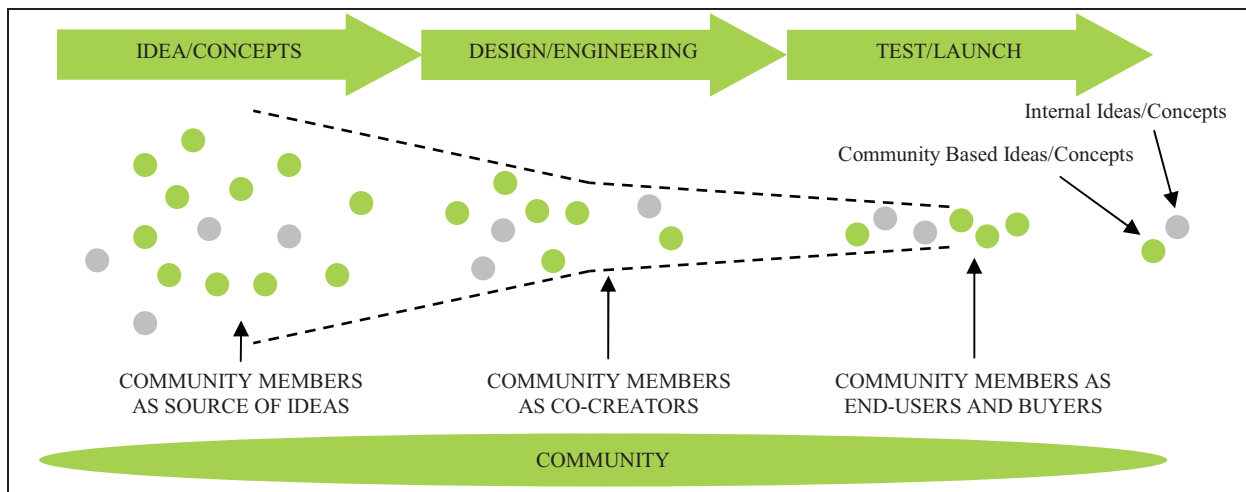 IDEA/CONCEPTS
DESIGN/ENGINEERING
TEST/LAUNCH
Internal Ideas/Concepts
Community Based Ideas/Concepts
COMMUNITY MEMBERS
AS SOURCE OF IDEAS
COMMUNITY MEMBERS
AS CO-CREATORS
COMMUNITY MEMBERS AS
END-USERS AND BUYERS
COMMUNITY